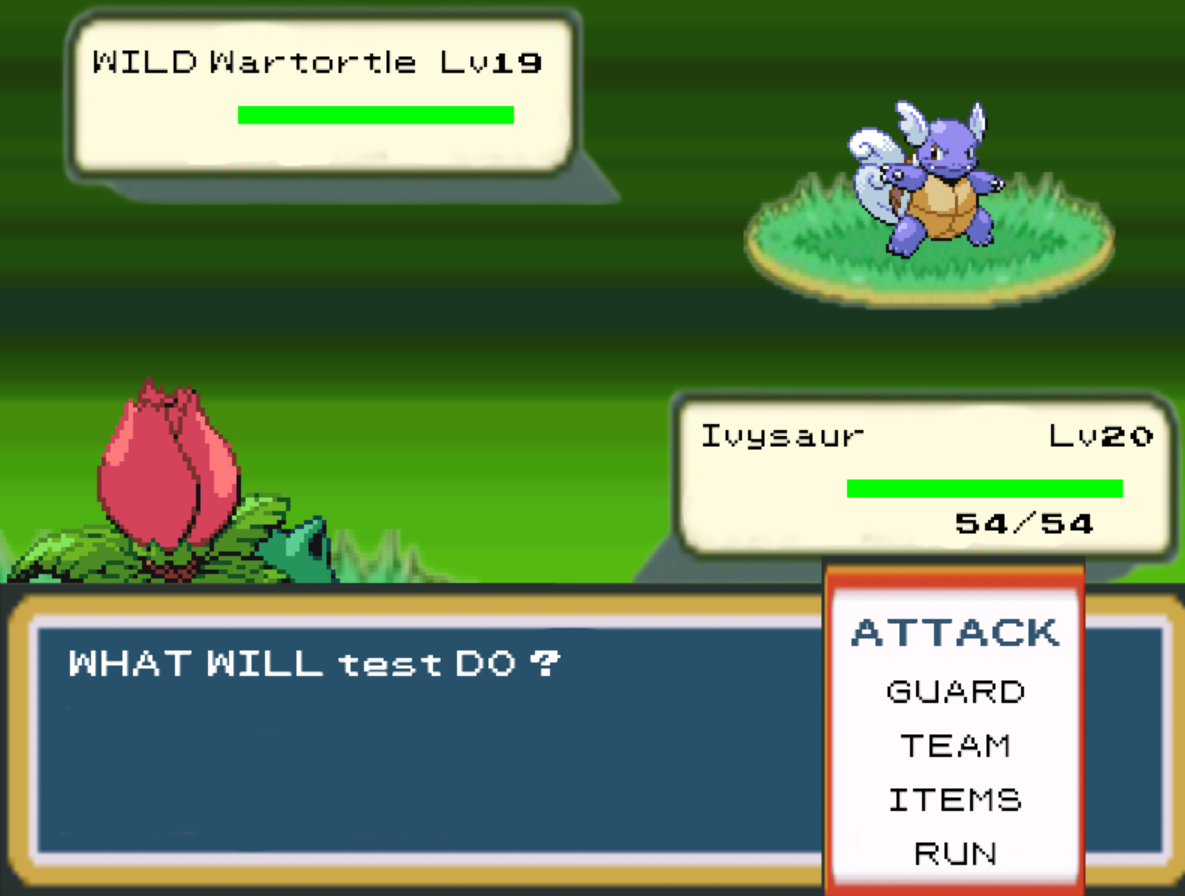 WILD Wartortle Lv19
Ivysaur Lv20
54/54
WHAT WILL test DO ?
ATTACK
GUARD
TEAM
ITEMS
RUN